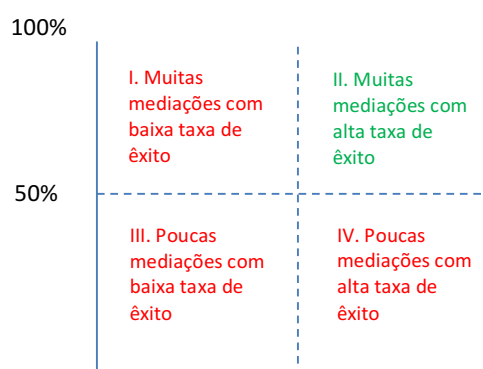 100%
I. Muitas
mediações com
baixa taxa de
êxito
II. Muitas
mediações com
alta taxa de
êxito
50%
III. Poucas
mediações com
baixa taxa de
êxito
IV. Poucas
mediações com
alta taxa de
êxito